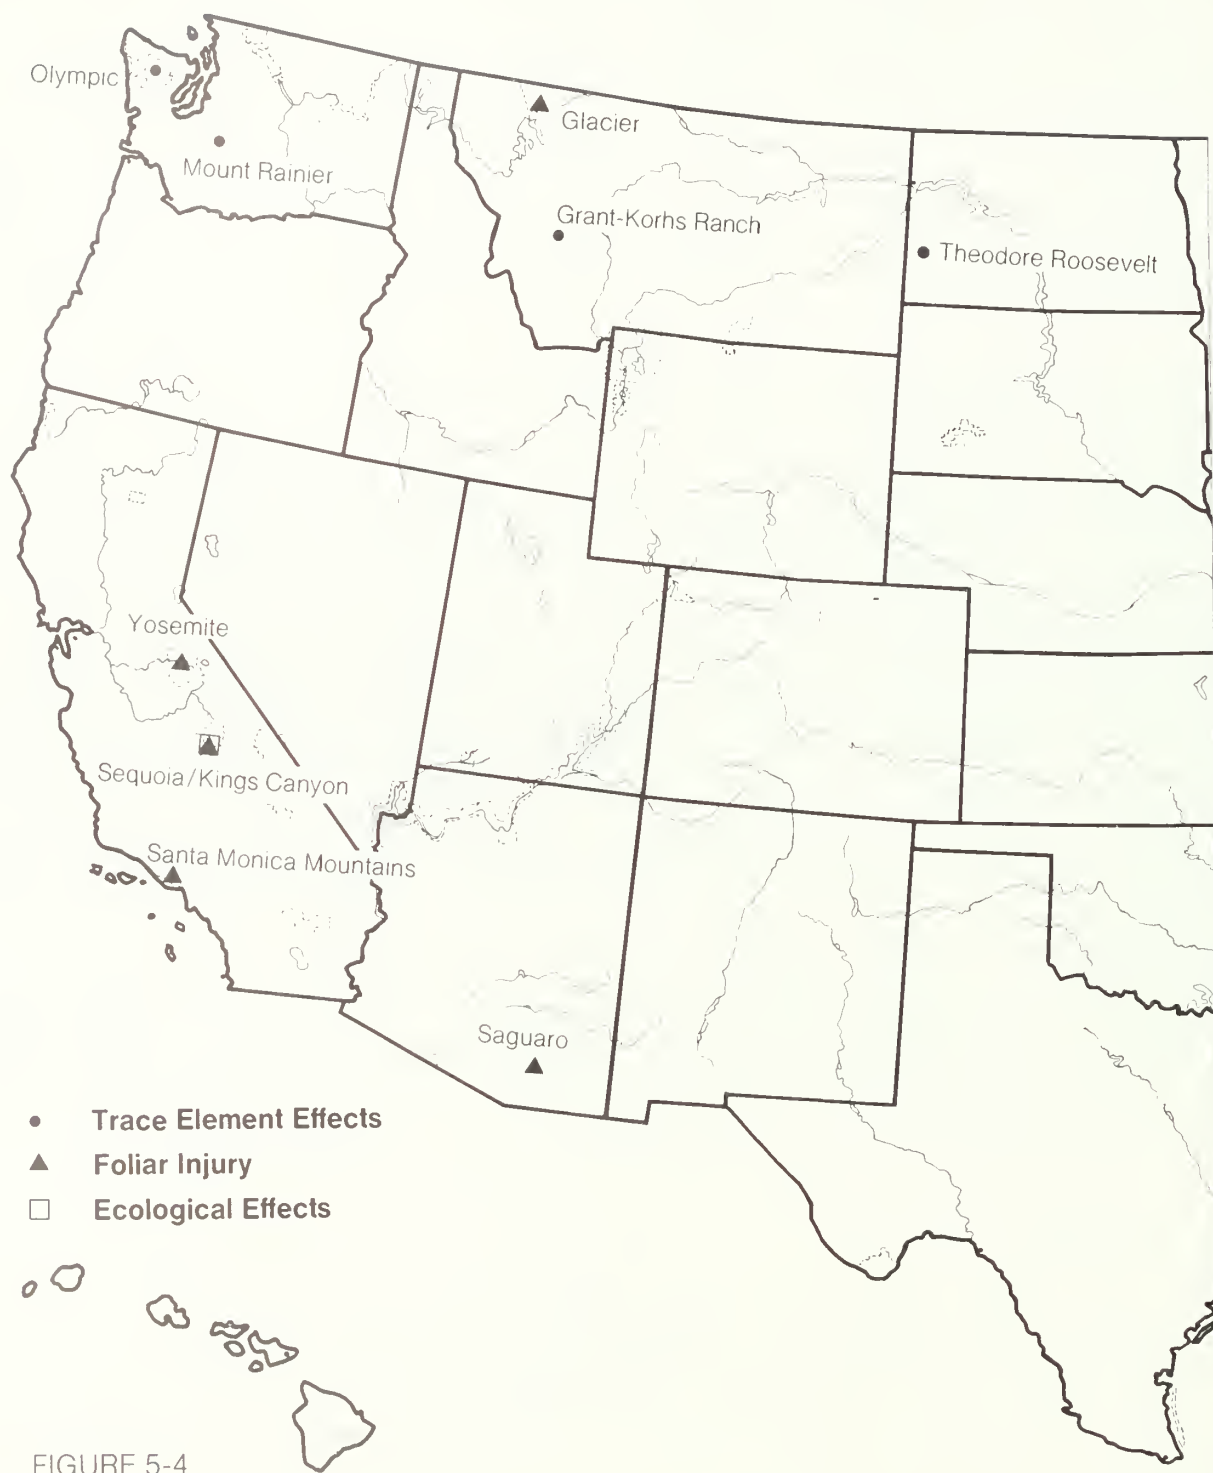 Olympic
Glacier
Mount Rainier
Grant-Korhs Ranch
Theodore Roosevelt
Yosemite
Sequoia/Kings Canyon
Santa Monica Mountains
Saguaro
Trace Element Effects
Foliar Injury
Ecological Effects
FIGURE 5-4